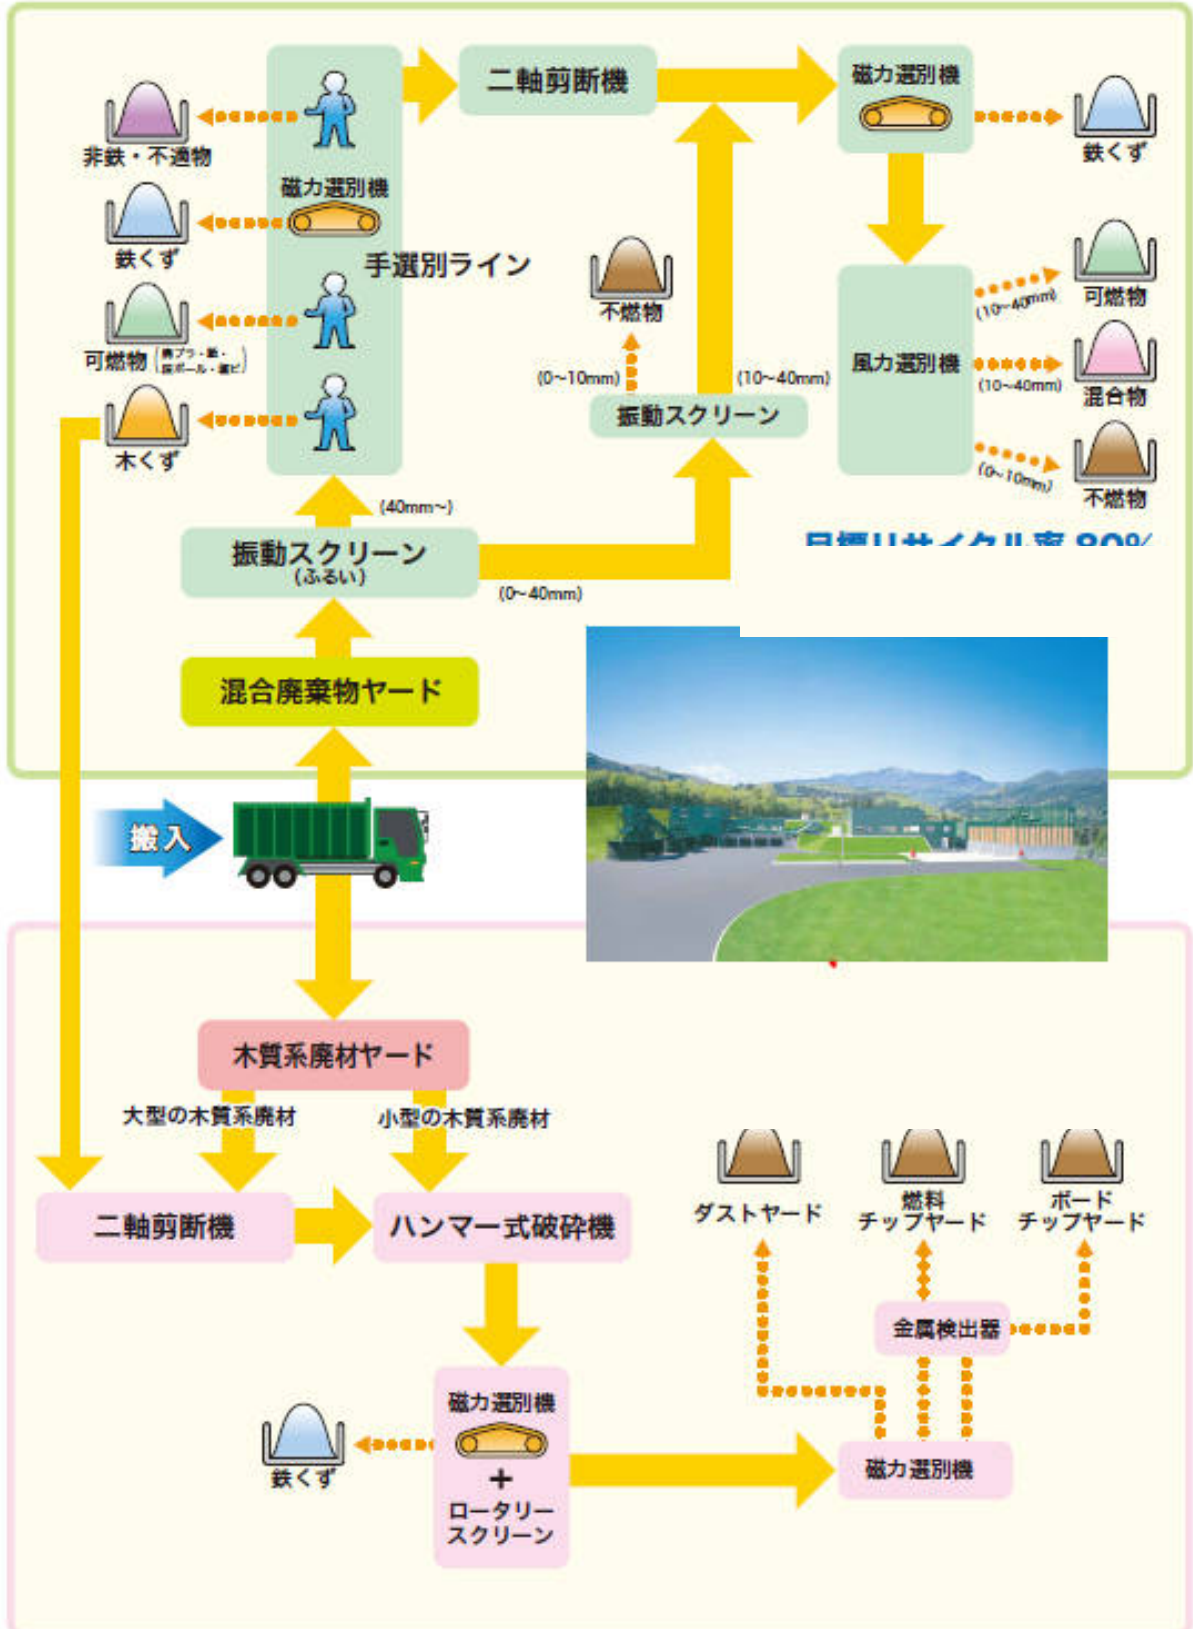 二軸剪断機
磁力選別機
非鉄・不適物
鉄くず
磁力選別機
鉄くず
手選別ライン
不燃物
(10~40mm)
可燃物
可燃物
(0~10mm)
(10~40mm)
風力選別機
(10~40mm)
混合物
振動スクリーン
木くず
(0~10mm)
不燃物
(40mm~)
目標リサイクル率 80%
振動スクリーン
(ふるい)
(0~40mm)
混合廃棄物ヤード
搬入
木質系廃材ヤード
大型の木質系廃材
小型の木質系廃材
二軸剪断機
ハンマー式破砕機
ダストヤード
燃料
チップヤード
ボード
チップヤード
金属検出器
磁力選別機
+
ロータリー
スクリーン
鉄くず
磁力選別機